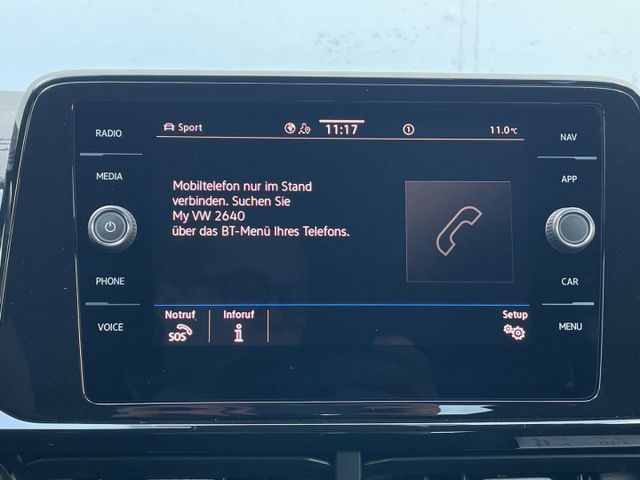 RADIO
MEDIA
PHONE
VOICE
Sport
11:17
11.0°C
Mobiltelefon nur im Stand
verbinden. Suchen Sie
My VW 2640
über das BT-Menü Ihres Telefons.
Notruf
SOS
Inforuf
Setup
NAV
APP
CAR
MENU